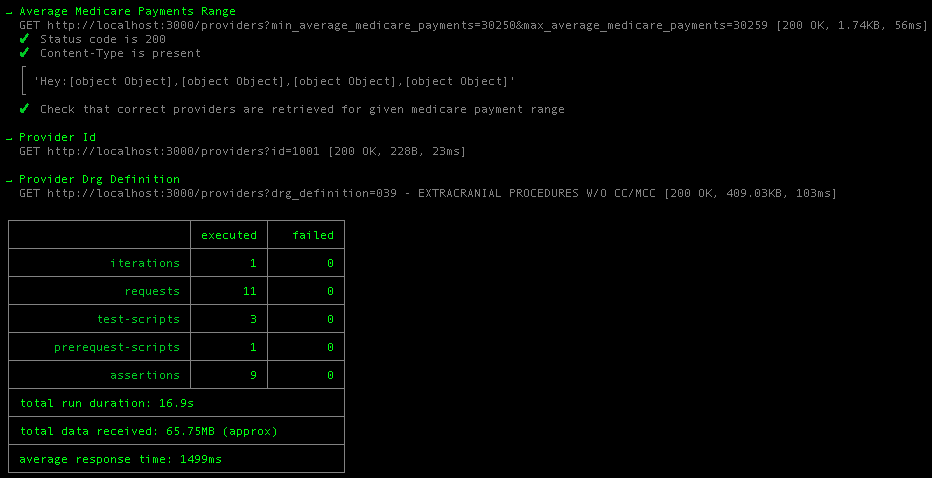 → Average Medicare Payments Range
GET http://localhost:3000/providers?min_average_medicare_payments=30250&max_average_medicare_payments=30259 [200 OK, 1.74KB, 56ms]
✔ Status code is 200
✔ Content-Type is present
'Hey:[object Object],[object Object],[object Object],[object Object]'
✔ Check that correct providers are retrieved for given medicare payment range
→ Provider Id
GET http://localhost:3000/providers?id=1001 [200 OK, 228B, 23ms]
→ Provider Drg Definition
GET http://localhost:3000/providers?drg_definition=039 - EXTRACRANIAL PROCEDURES W/O CC/MCC [200 OK, 409.03KB, 103ms]
executed failed
iterations 1 0
requests 11 0
test-scripts 3 0
prerequest-scripts 1 0
assertions 9 0
total run duration: 16.9s
total data received: 65.75MB (approx)
average response time: 1499ms